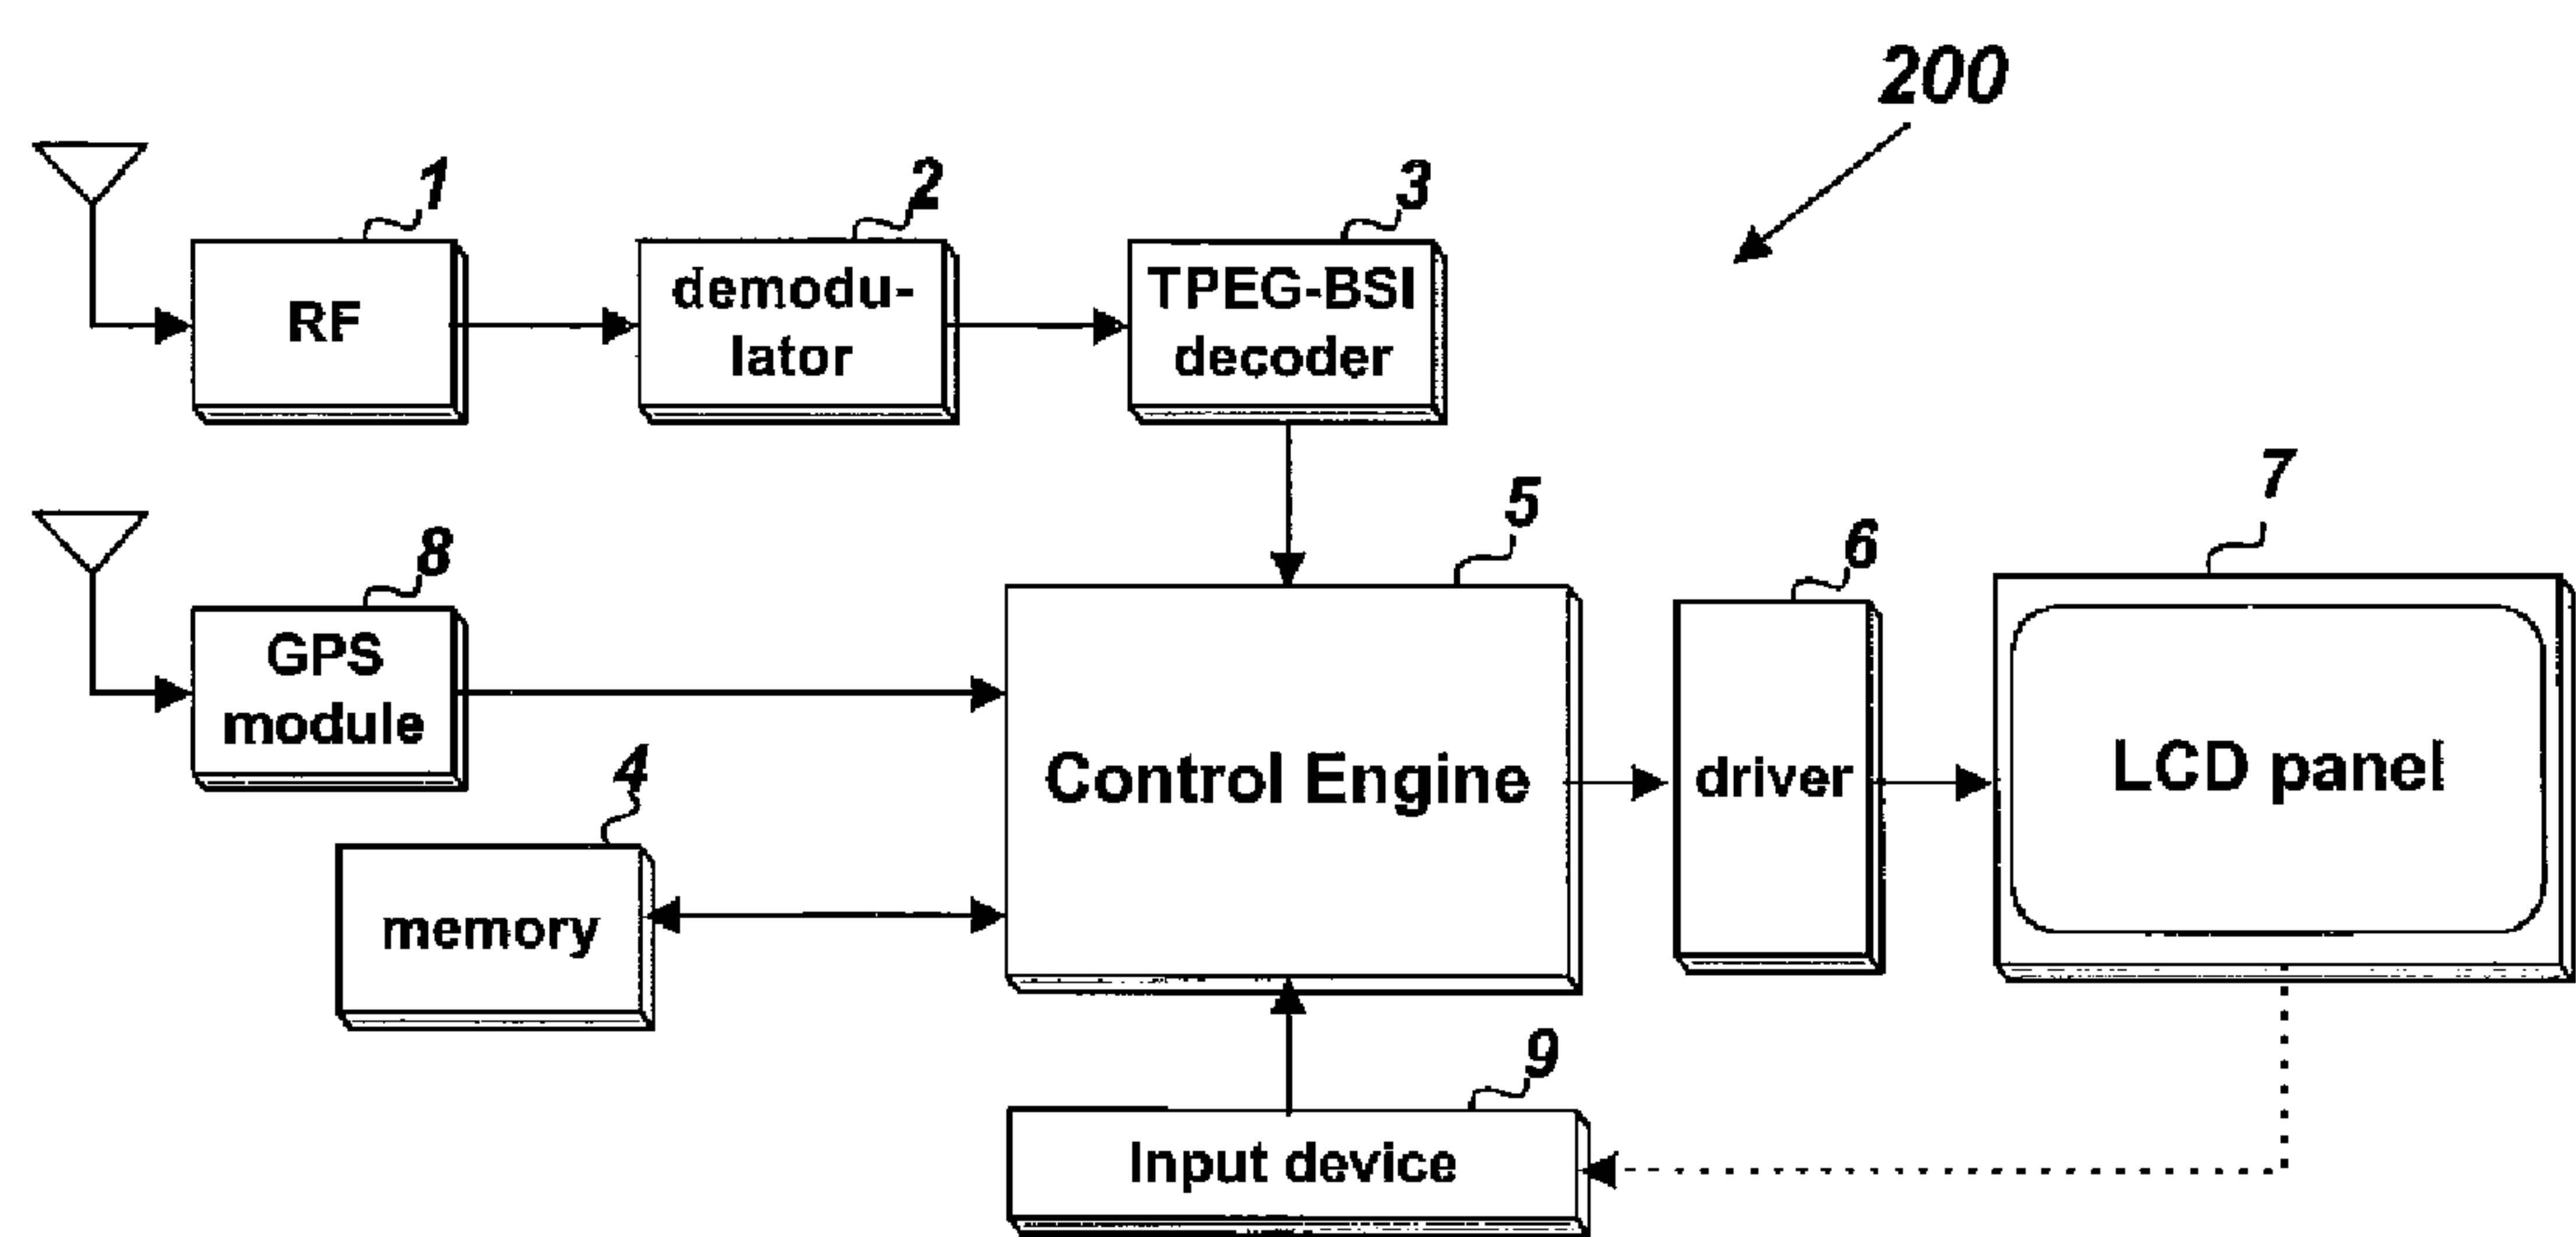 200
1
2
3
RF
demodu-
lator
TPEG-BSI
decoder
8
5
6
7
GPS
module
4
Control Engine
driver
LCD panel
memory
9
Input device